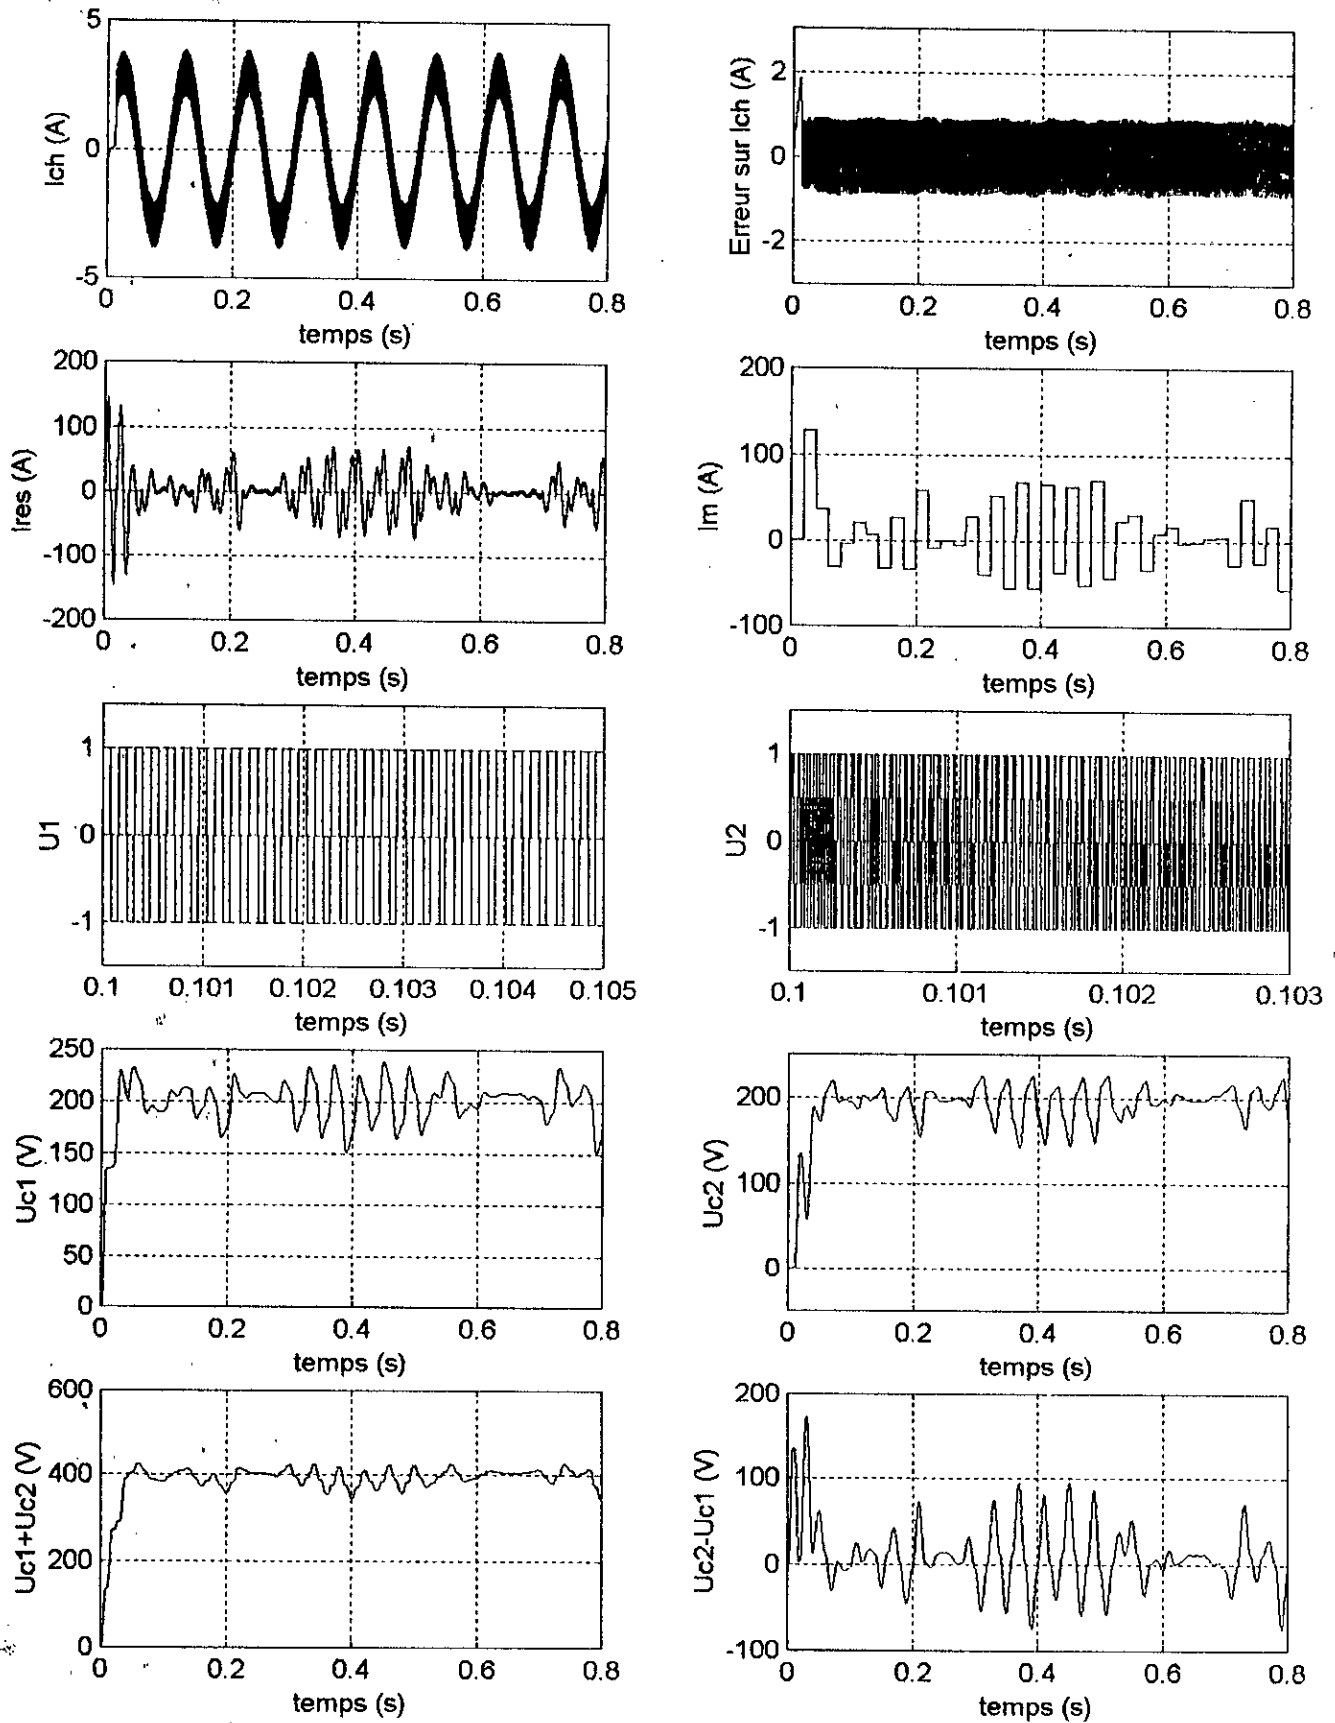 5
0
-5
Ich (A)
0 0.2 0.4 0.6 0.8
temps (s)
2
0
-2
Erreur sur Ich (A)
0 0.2 0.4 0.6 0.8
temps (s)
200
100
0
-100
-200
Ires (A)
0 0.2 0.4 0.6 0.8
temps (s)
200
100
0
-100
Im (A)
0 0.2 0.4 0.6 0.8
temps (s)
1
0
-1
U1
0.1 0.101 0.102 0.103 0.104 0.105
temps (s)
1
0
-1
U2
0.1 0.101 0.102 0.103
temps (s)
250
200
150
100
50
0
Uc1 (V)
0 0.2 0.4 0.6 0.8
temps (s)
200
100
0
Uc2 (V)
0 0.2 0.4 0.6 0.8
temps (s)
600
400
200
0
Uc1+Uc2 (V)
0 0.2 0.4 0.6 0.8
temps (s)
200
100
0
-100
Uc2-Uc1 (V)
0 0.2 0.4 0.6 0.8
temps (s)